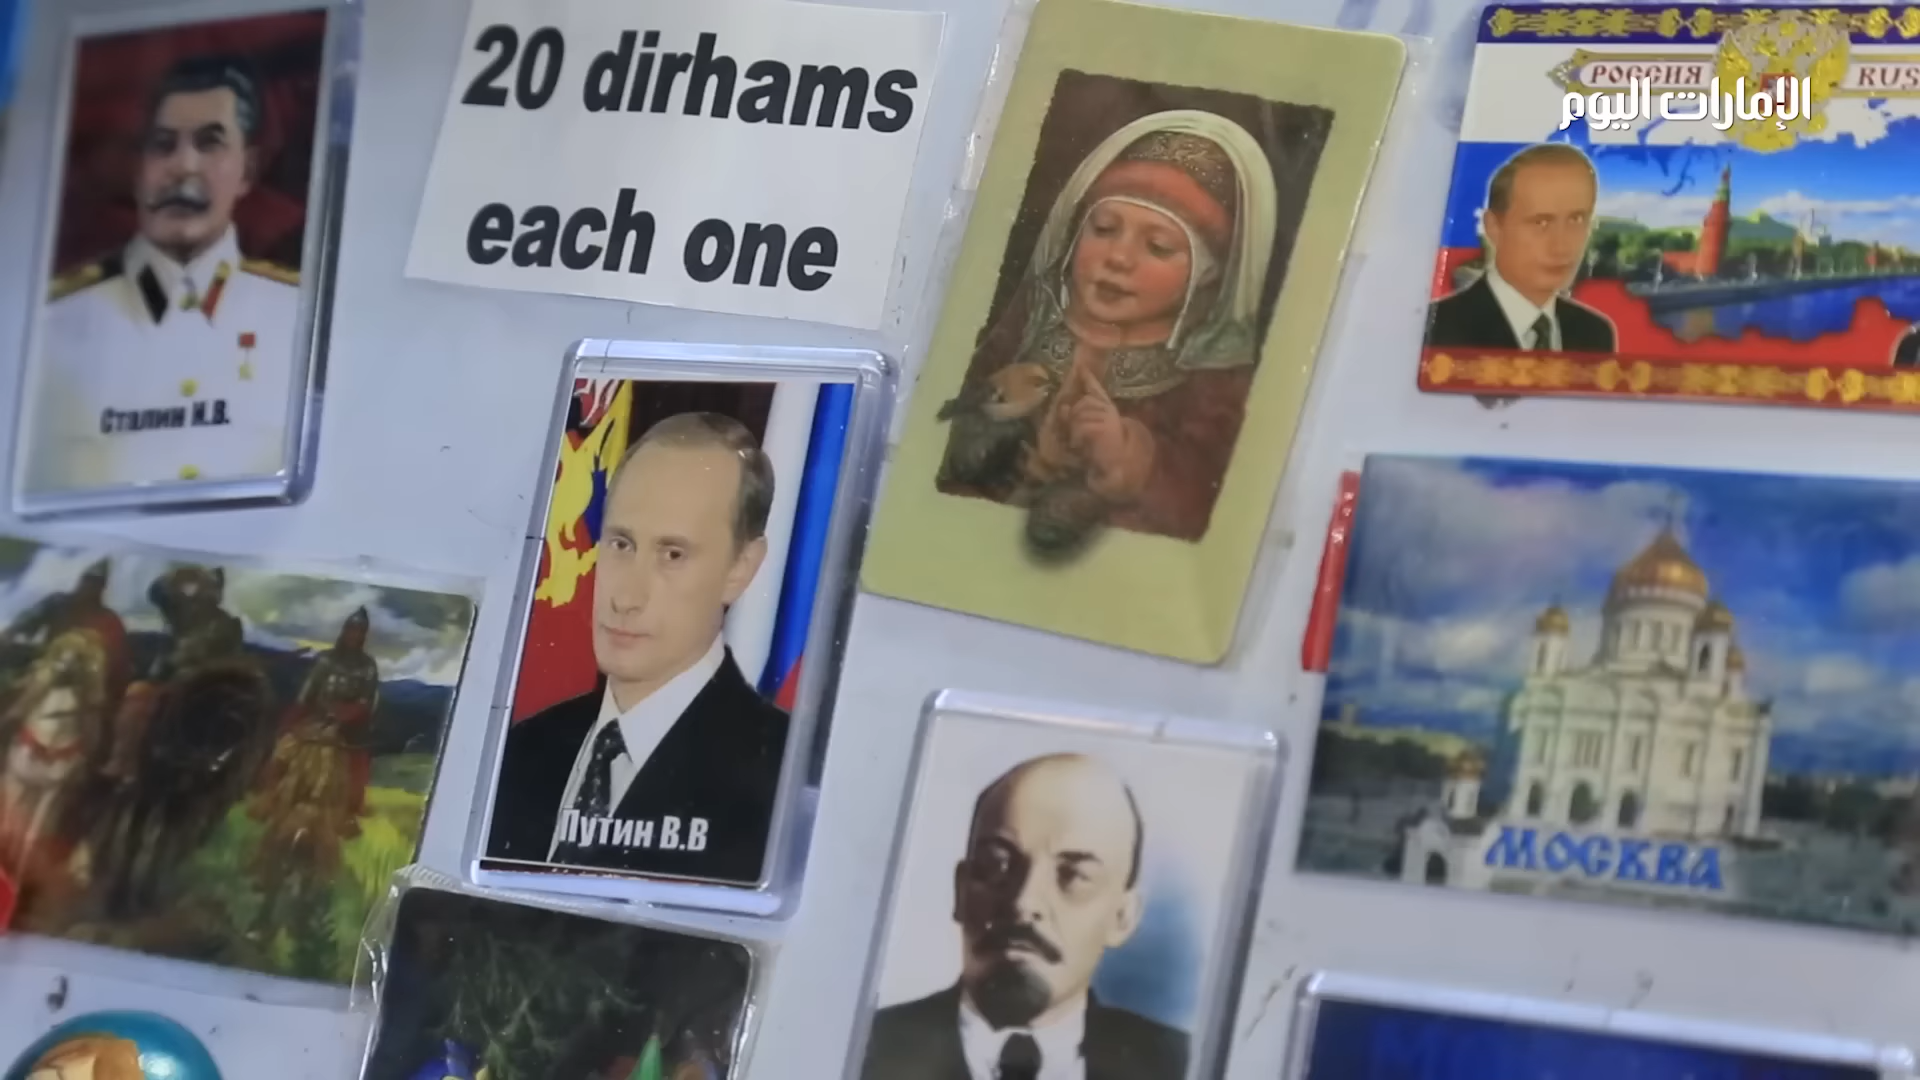 20 dirhams
each one
РОССИЯ
RUS
الإمارات اليوم
Сталин И.В.
Путин В.В
МОСКВА